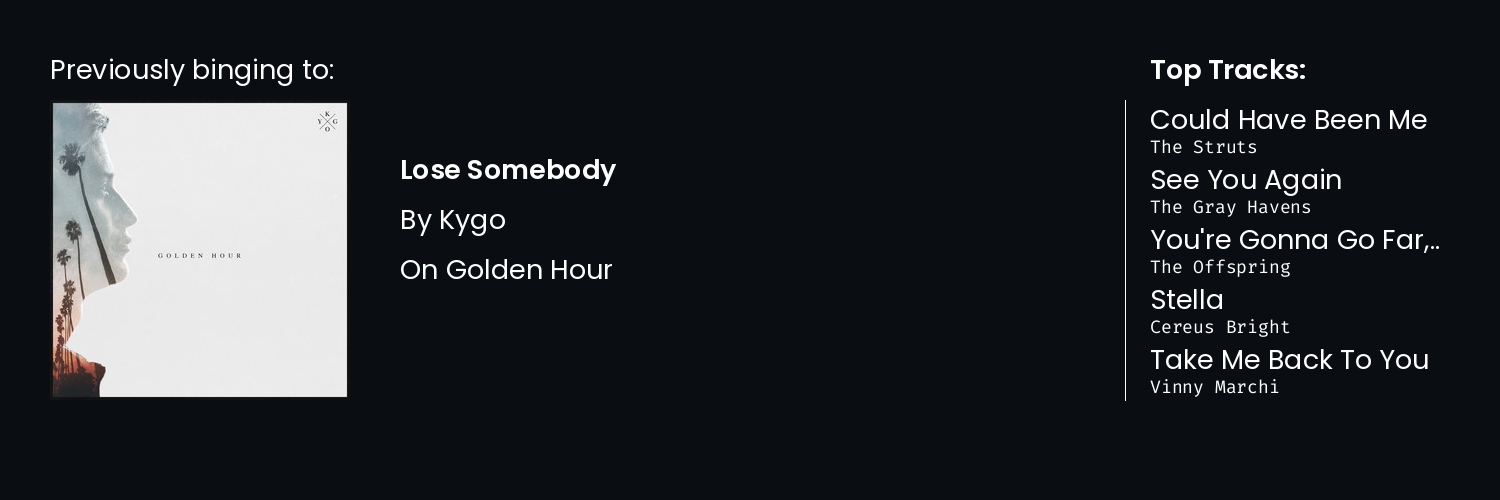 Previously binging to:
K
Y G
O
GOLDEN HOUR
Lose Somebody
By Kygo
On Golden Hour
Top Tracks:
Could Have Been Me
The Struts
See You Again
The Gray Havens
You're Gonna Go Far,..
The Offspring
Stella
Cereus Bright
Take Me Back To You
Vinny Marchi